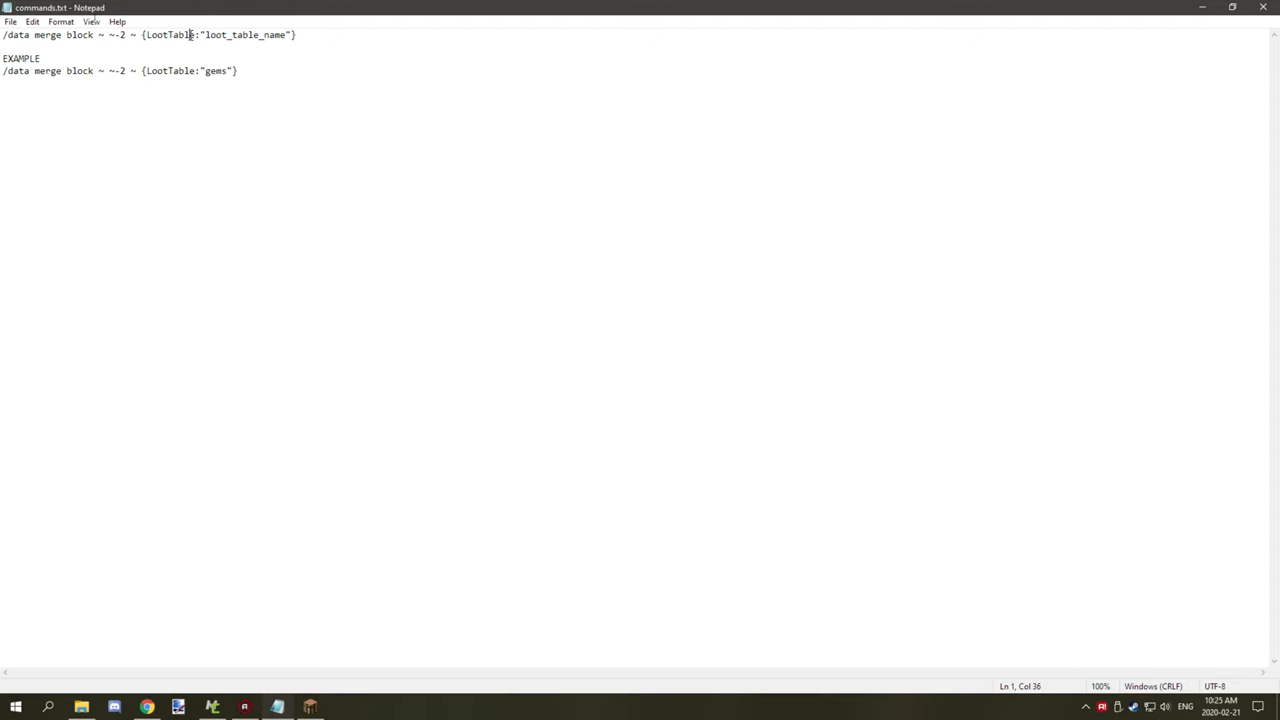 commands.txt - Notepad
File Edit Format View Help
/data merge block ~ ~-2 ~ {LootTable:"loot_table_name"}
EXAMPLE
/data merge block ~ ~-2 ~ {LootTable:"gems"}
Ln 1, Col 36 100% Windows (CRLF) UTF-8
ENG
10:25 AM
2020-02-21